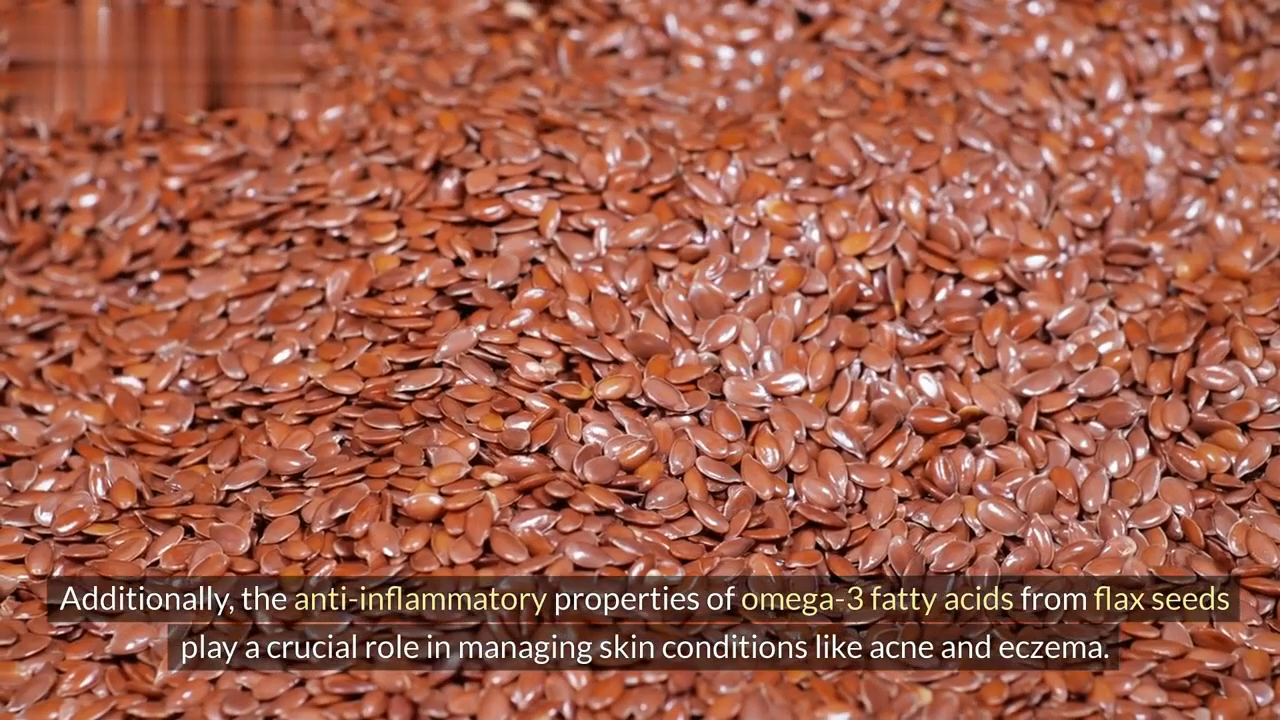 Additionally, the anti-inflammatory properties of omega-3 fatty acids from flax seeds
play a crucial role in managing skin conditions like acne and eczema.